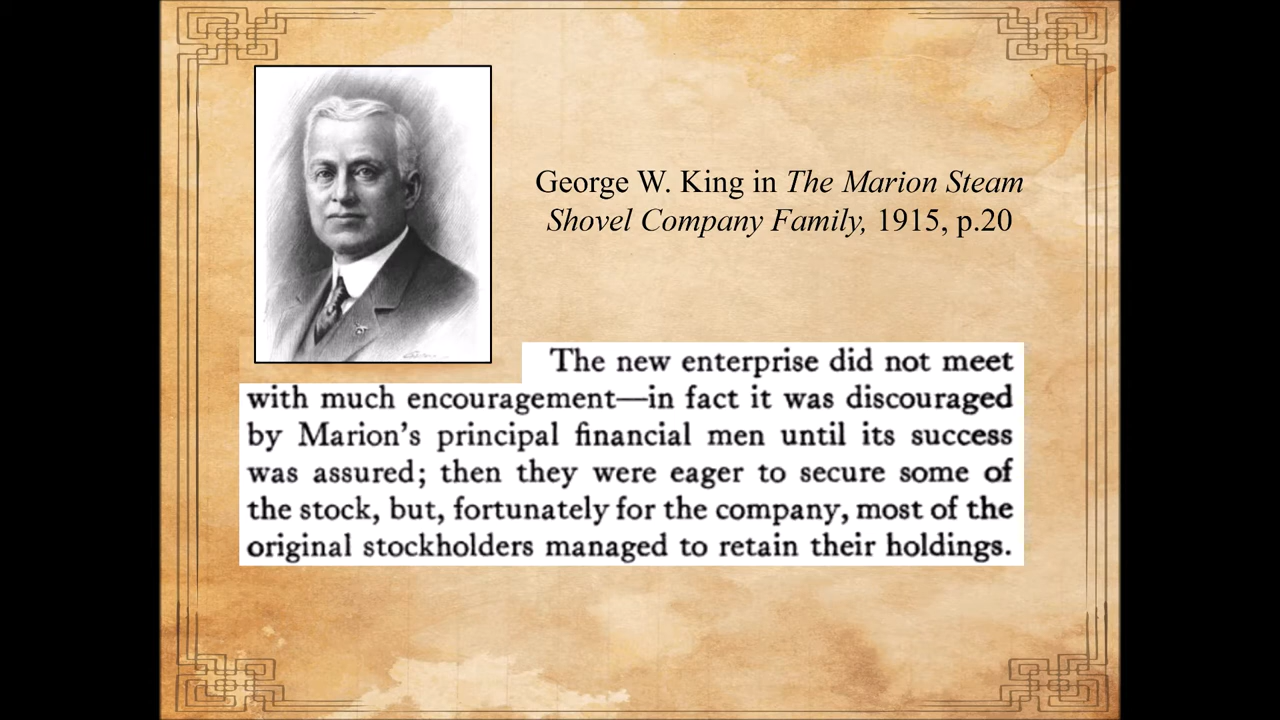 George W. King in The Marion Steam
Shovel Company Family, 1915, p.20
The new enterprise did not meet
with much encouragement—in fact it was discouraged
by Marion's principal financial men until its success
was assured; then they were eager to secure some of
the stock, but, fortunately for the company, most of the
original stockholders managed to retain their holdings.